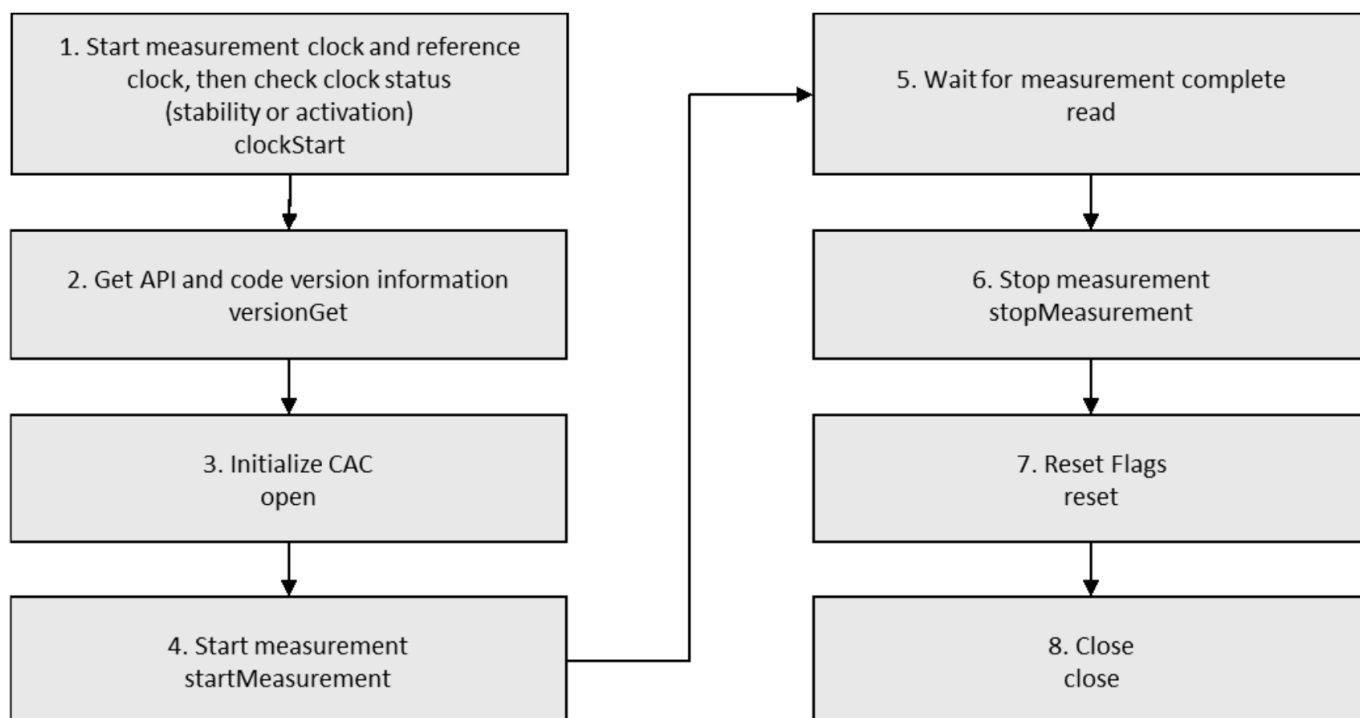 1. Start measurement clock and reference
clock, then check clock status
(stability or activation)
clockStart
2. Get API and code version information
versionGet
3. Initialize CAC
open
4. Start measurement
startMeasurement
5. Wait for measurement complete
read
6. Stop measurement
stopMeasurement
7. Reset Flags
reset
8. Close
close